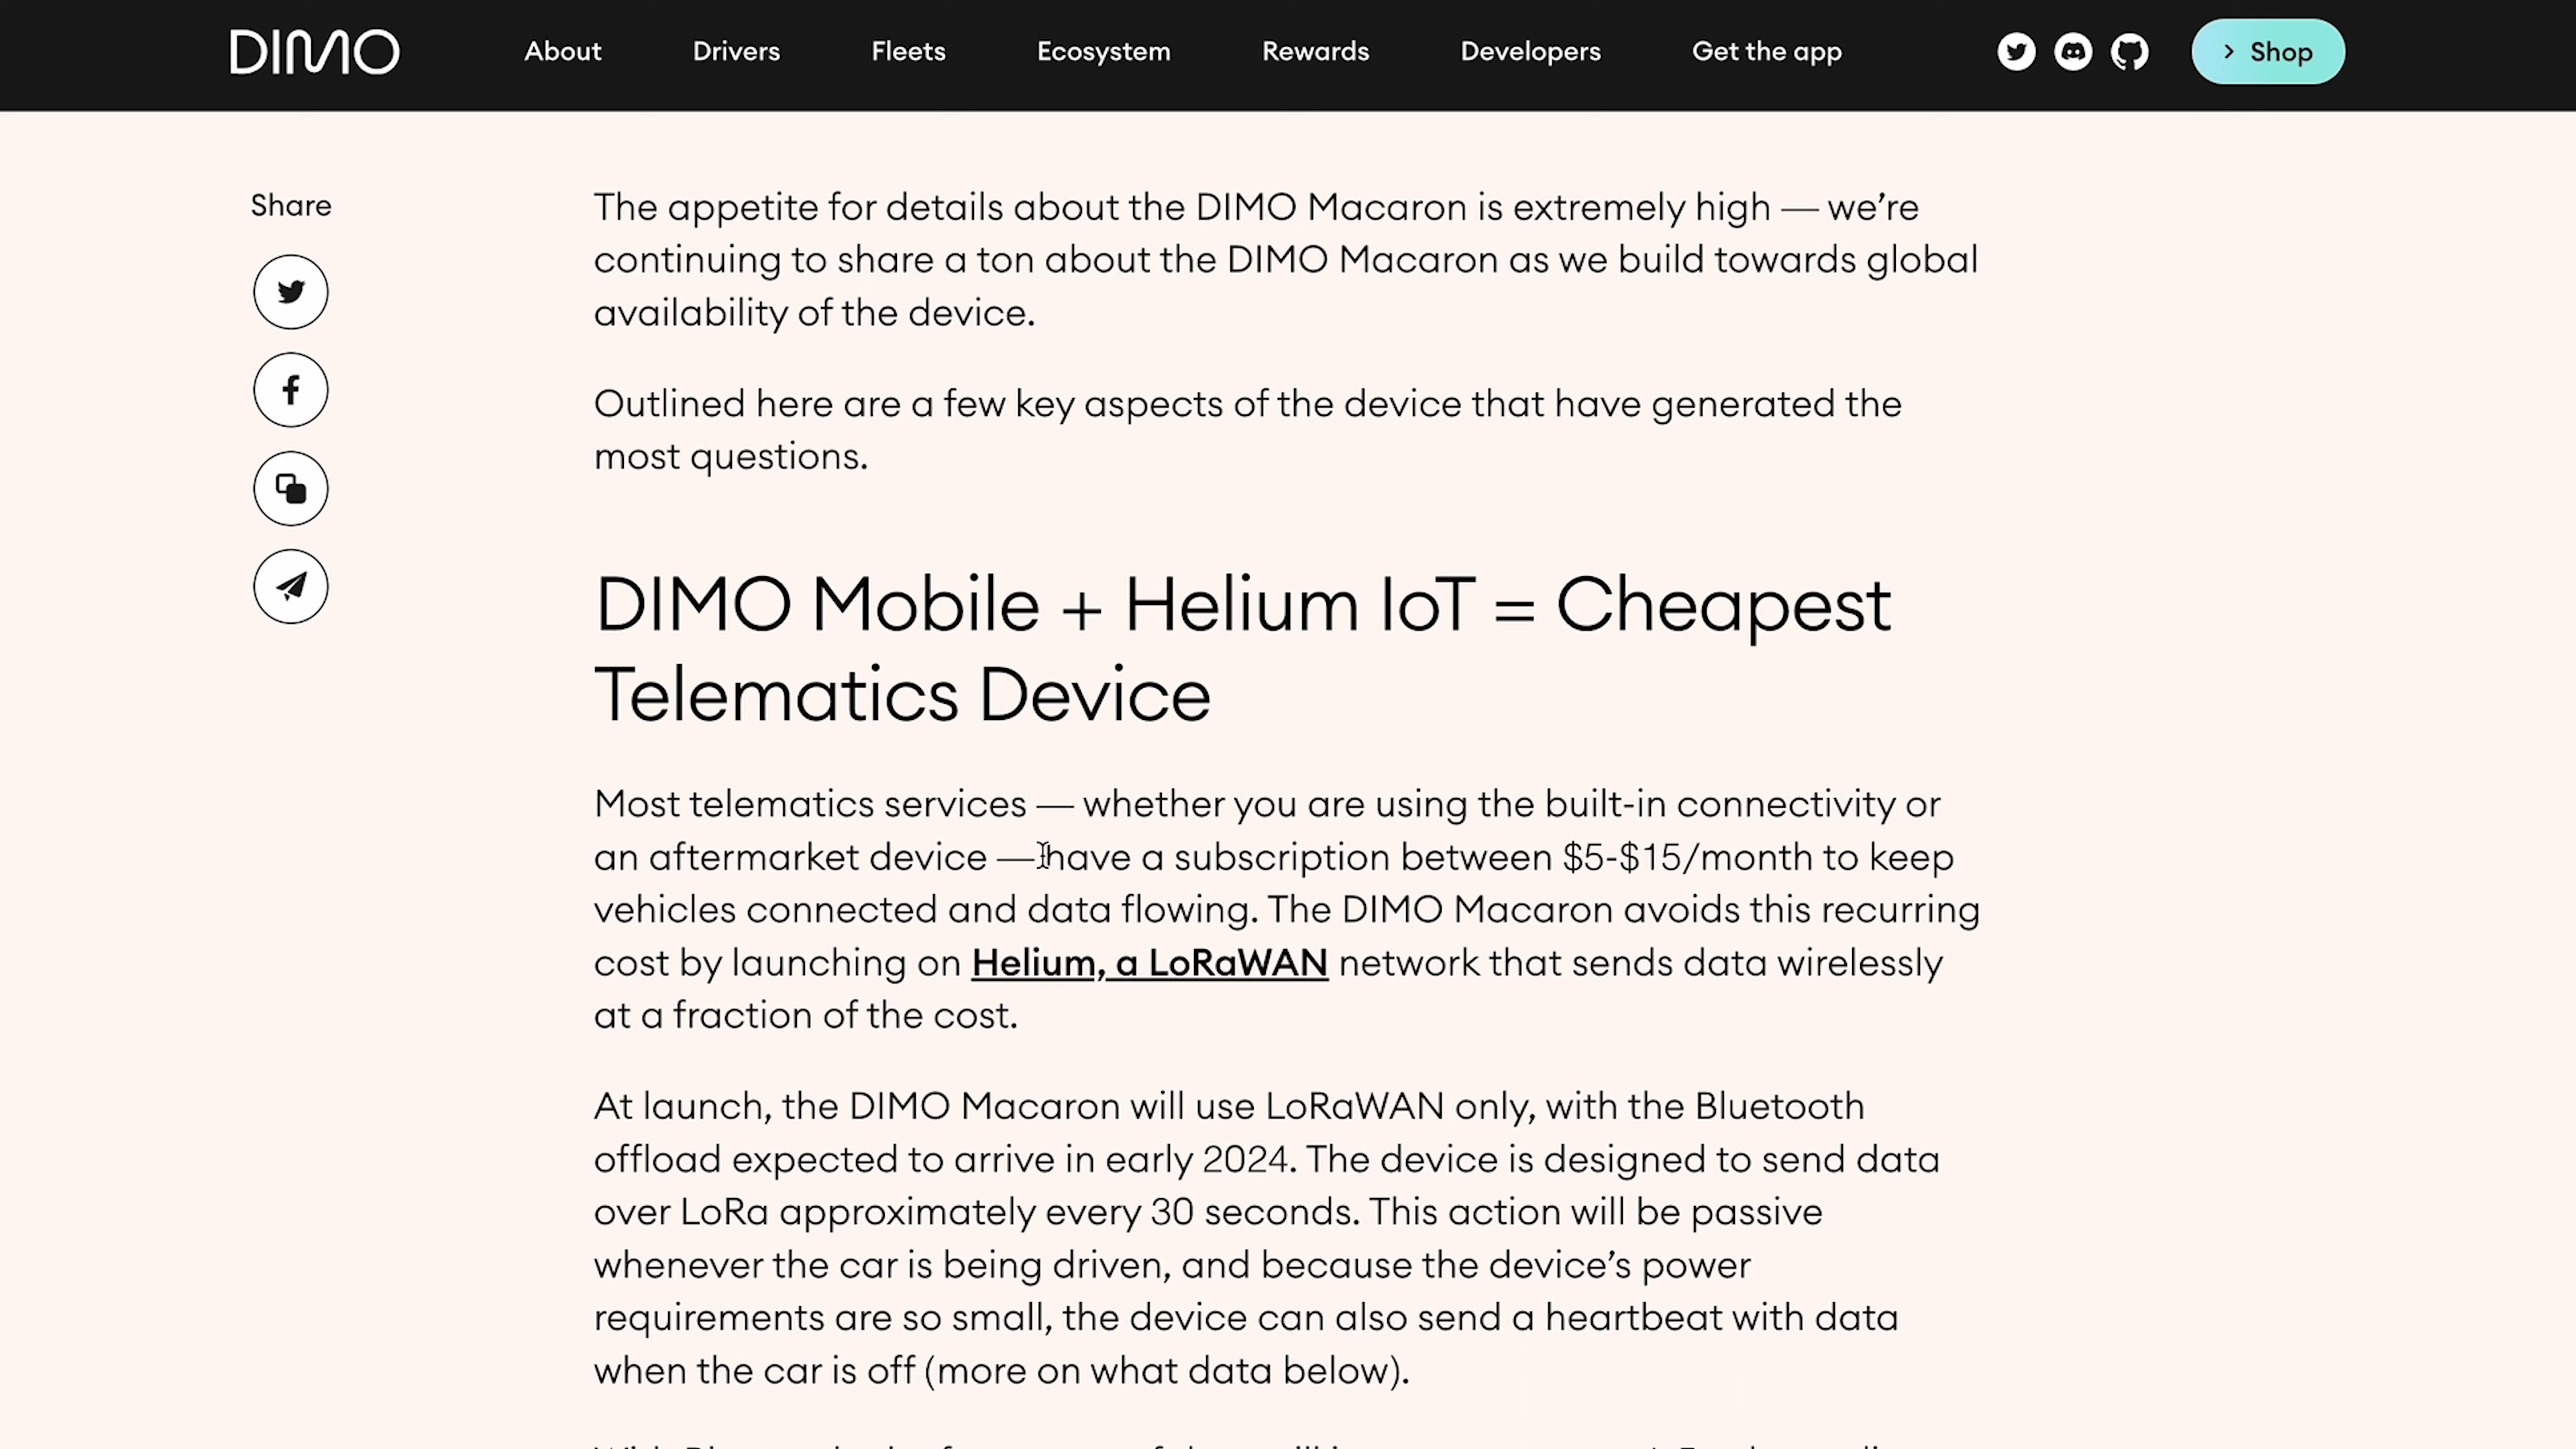 DIMO
About
Drivers
Fleets
Ecosystem
Rewards
Developers
Get the app
Shop
Share
The appetite for details about the DIMO Macaron is extremely high — we’re
continuing to share a ton about the DIMO Macaron as we build towards global
availability of the device.
Outlined here are a few key aspects of the device that have generated the
most questions.
DIMO Mobile + Helium IoT = Cheapest
Telematics Device
Most telematics services — whether you are using the built-in connectivity or
an aftermarket device — have a subscription between $5-$15/month to keep
vehicles connected and data flowing. The DIMO Macaron avoids this recurring
cost by launching on Helium, a LoRaWAN network that sends data wirelessly
at a fraction of the cost.
At launch, the DIMO Macaron will use LoRaWAN only, with the Bluetooth
offload expected to arrive in early 2024. The device is designed to send data
over LoRa approximately every 30 seconds. This action will be passive
whenever the car is being driven, and because the device’s power
requirements are so small, the device can also send a heartbeat with data
when the car is off (more on what data below).